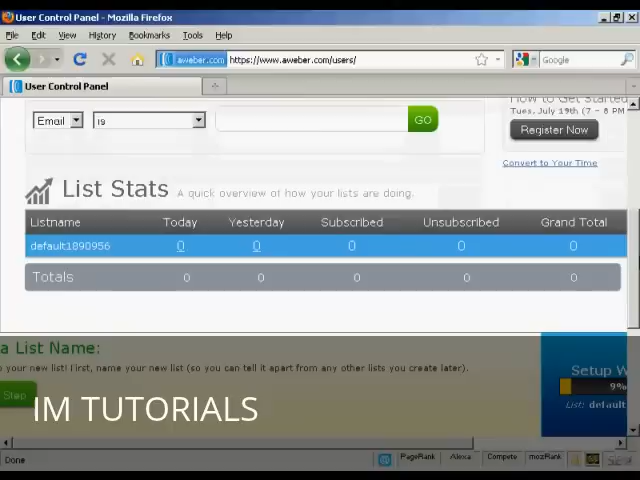 User Control Panel - Mozilla Firefox
File Edit View History Bookmarks Tools Help
aweber.com https://www.aweber.com/users/
Google
User Control Panel
How to Get Started
Tues, July 19th (7 - 8 PM
Email is GO
Register Now
Convert to Your Time
List Stats A quick overview of how your lists are doing.
Listname Today Yesterday Subscribed Unsubscribed Grand Total
default1890956 0 0 0 0 0
Totals 0 0 0 0 0
a List Name:
your new list! First, name your new list (so you can tell it apart from any other lists you create later).
Setup W
Step
9%
IM TUTORIALS
List: default
Done
PageRank Alexa Compete mozRank